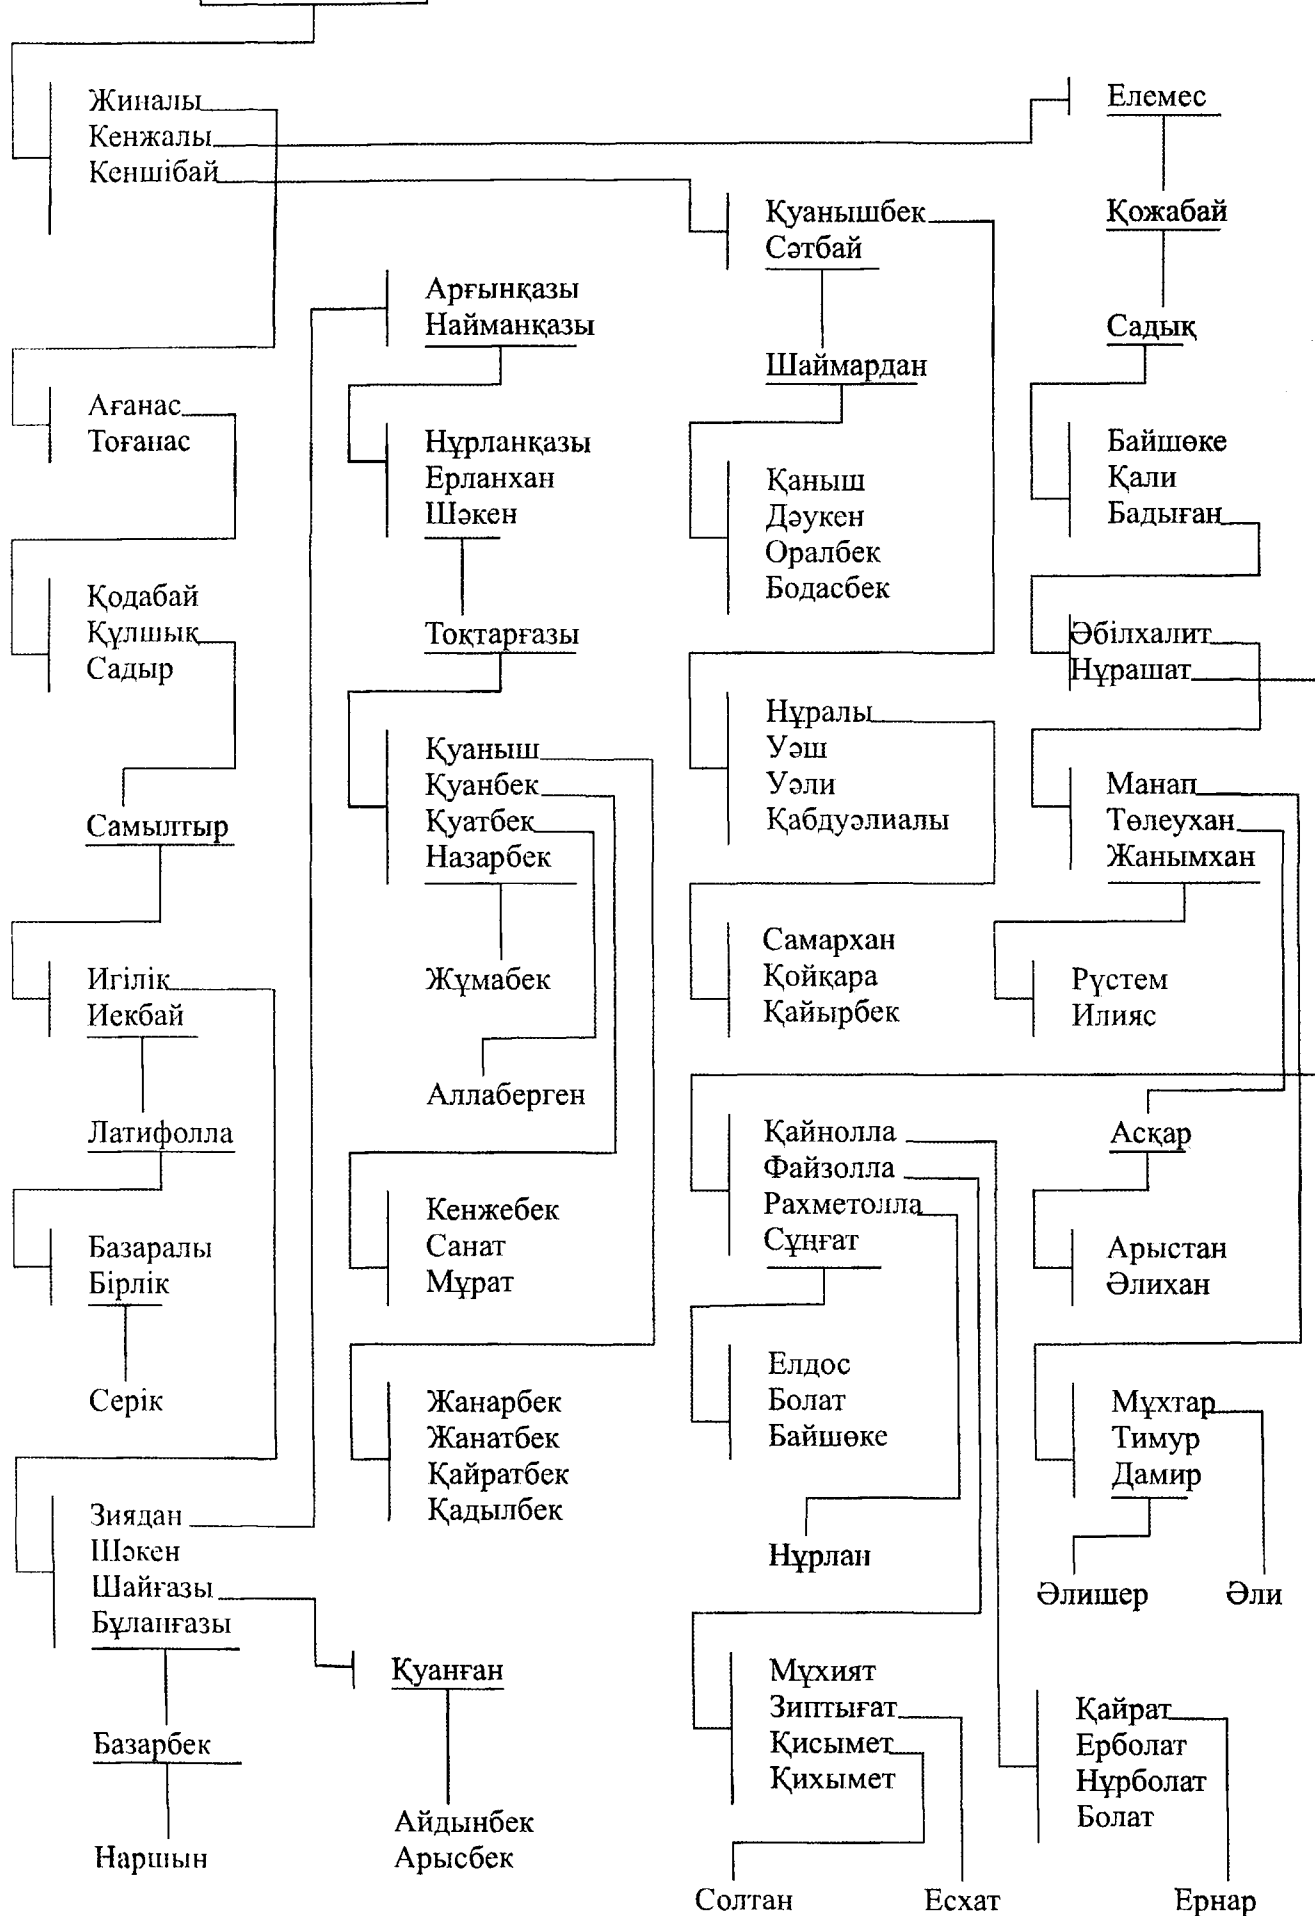 Жиналы
Кенжалы
Кеншібай
Ағанас
Тоғанас
Қодабай
Құлшық
Садыр
Самылтыр
Игілік
Иекбай
Латифолла
Базаралы
Бірлік
Серік
Зиядан
Шәкен
Шайғазы
Бұланғазы
Базарбек
Наршын
Арғынқазы
Найманқазы
Нұрланқазы
Ерланхан
Шәкен
Тоқтарғазы
Қуаныш
Қуанбек
Қуатбек
Назарбек
Жұмабек
Аллаберген
Кенжебек
Санат
Мұрат
Жанарбек
Жанатбек
Қайратбек
Қадылбек
Қуанған
Айдынбек
Арысбек
Қуанышбек
Сәтбай
Шаймардан
Қаныш
Дәукен
Оралбек
Бодасбек
Нұралы
Уәш
Уәли
Қабдуәлиалы
Самархан
Қойқара
Қайырбек
Қайнолла
Файзолла
Рахметолла
Сұңғат
Елдос
Болат
Байшөке
Нұрлан
Мұхият
Зиптығат
Қисымет
Қихымет
Солтан
Есхат
Елемес
Қожабай
Садық
Байшөке
Қали
Бадыған
Әбілхалит
Нұрашат
Манап
Төлеухан
Жанымхан
Рүстем
Илияс
Асқар
Арыстан
Әлихан
Мұхтар
Тимур
Дамир
Әлишер
Әли
Қайрат
Ерболат
Нұрболат
Болат
Ернар